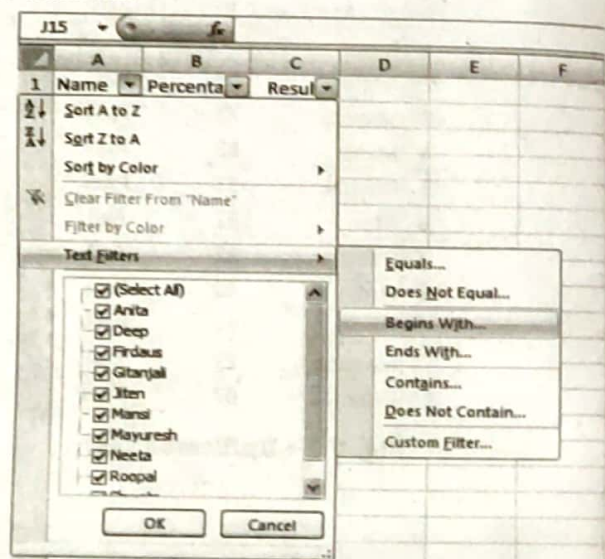 J15 fx
A B C D E F
1 Name Percenta Resul
Sort A to Z
Sort Z to A
Sort by Color
Clear Filter From "Name"
Filter by Color
Text Filters
(Select All)
Anita
Deep
Firdaus
Gitanjali
Jiten
Mansi
Mayuresh
Neeta
Roopal
OK Cancel
Equals...
Does Not Equal...
Begins With...
Ends With...
Contains...
Does Not Contain...
Custom Filter...